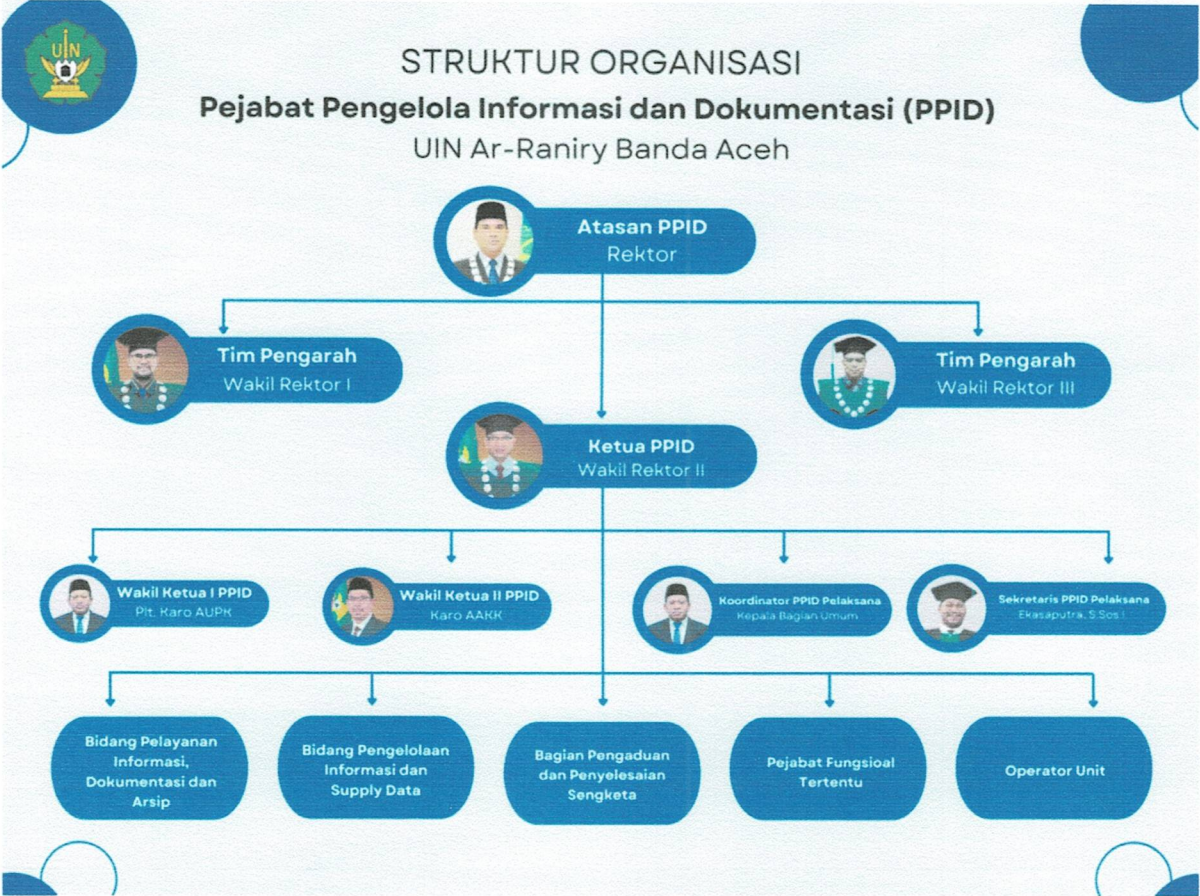 UIN
STRUKTUR ORGANISASI
Pejabat Pengelola Informasi dan Dokumentasi (PPID)
UIN Ar-Raniry Banda Aceh
Atasan PPID
Rektor
Tim Pengarah
Wakil Rektor I
Tim Pengarah
Wakil Rektor III
Ketua PPID
Wakil Rektor II
Wakil Ketua I PPID
Plt. Karo AUPK
Wakil Ketua II PPID
Karo AAKK
Koordinator PPID Pelaksana
Kepala Bagian Umum
Sekretaris PPID Pelaksana
Ekasaputra, S.Sos.I
Bidang Pelayanan
Informasi,
Dokumentasi dan
Arsip
Bidang Pengelolaan
Informasi dan
Supply Data
Bagian Pengaduan
dan Penyelesaian
Sengketa
Pejabat Fungsioal
Tertentu
Operator Unit